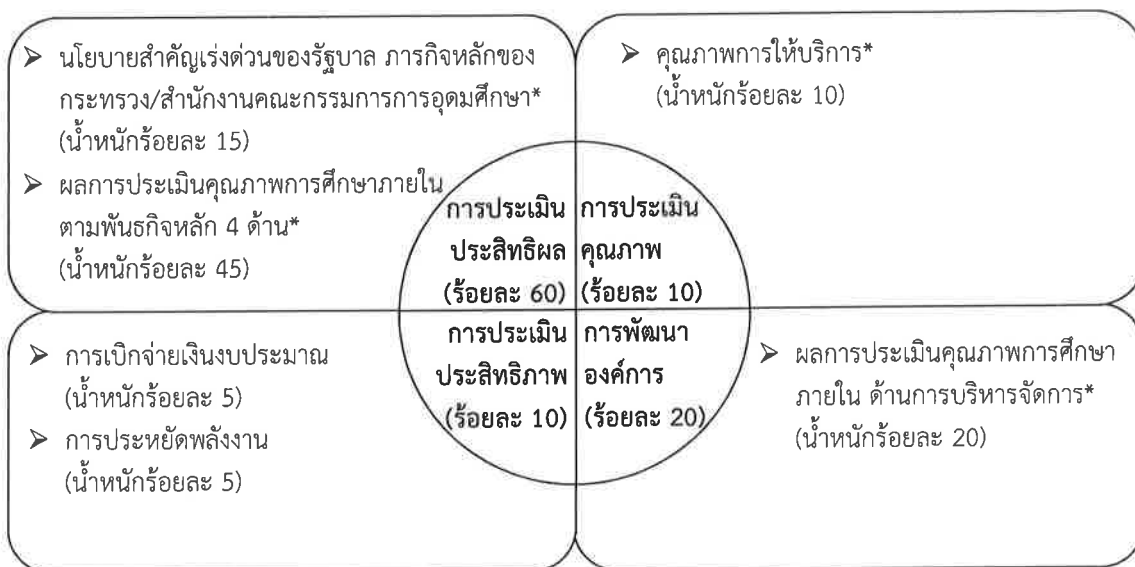 ➢ นโยบายสำคัญเร่งด่วนของรัฐบาล ภารกิจหลักของ
กระทรวง/สำนักงานคณะกรรมการการอุดมศึกษา*
(น้ำหนักร้อยละ 15)
➢ ผลการประเมินคุณภาพการศึกษาภายใน
ตามพันธกิจหลัก 4 ด้าน*
(น้ำหนักร้อยละ 45)
➢ คุณภาพการให้บริการ*
(น้ำหนักร้อยละ 10)
การประเมิน
ประสิทธิผล
(ร้อยละ 60)
การประเมิน
คุณภาพ
(ร้อยละ 10)
➢ การเบิกจ่ายเงินงบประมาณ
(น้ำหนักร้อยละ 5)
➢ การประหยัดพลังงาน
(น้ำหนักร้อยละ 5)
การประเมิน
ประสิทธิภาพ
(ร้อยละ 10)
การพัฒนา
องค์การ
(ร้อยละ 20)
➢ ผลการประเมินคุณภาพการศึกษา
ภายใน ด้านการบริหารจัดการ*
(น้ำหนักร้อยละ 20)